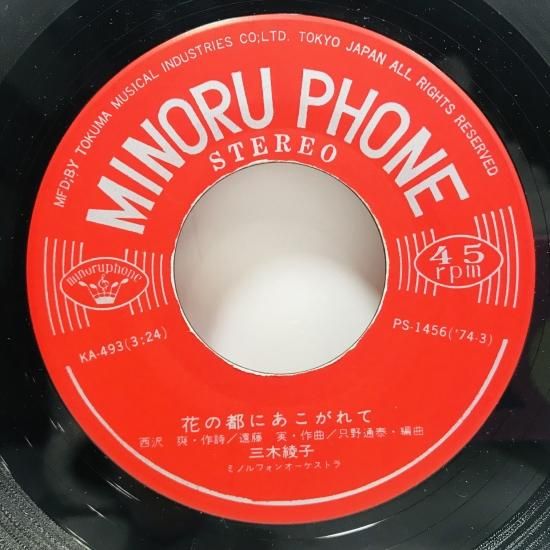 MFD;BY TOKUMA MUSICAL INDUSTRIES CO;LTD. TOKYO JAPAN ALL RIGHTS RESERVED
MINORU PHONE
STEREO
minoruphone
45
rpm
KA-493(3:24)
PS-1456('74-3)
花の都にあこがれて
西沢 爽・作詩/遠藤 実・作曲/只野通泰・編曲
三木綾子
ミノルフォンオーケストラ